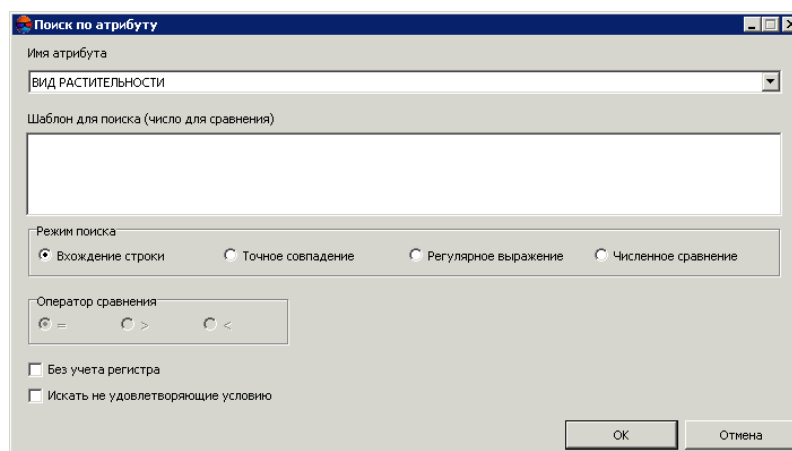 Поиск по атрибуту
Имя атрибута
ВИД РАСТИТЕЛЬНОСТИ
Шаблон для поиска (число для сравнения)
Режим поиска
Вхождение строки Точное совпадение Регулярное выражение Численное сравнение
Оператор сравнения
= > <
Без учета регистра
Искать не удовлетворяющие условию
ОК Отмена